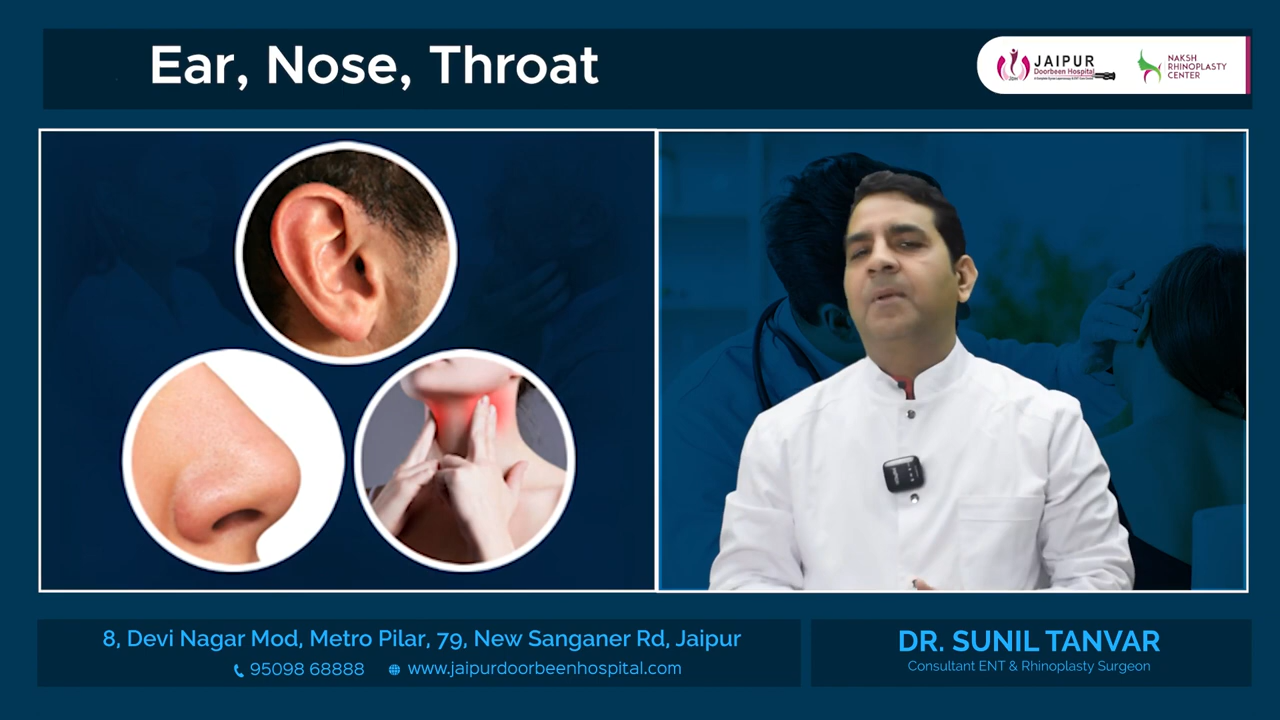 Ear, Nose, Throat
JAIPUR
Doorbeen Hospital
NAKSH
RHINOPLASTY
CENTER
8, Devi Nagar Mod, Metro Pilar, 79, New Sanganer Rd, Jaipur
95098 68888 www.jaipurdoorbeenhospital.com
DR. SUNIL TANVAR
Consultant ENT & Rhinoplasty Surgeon